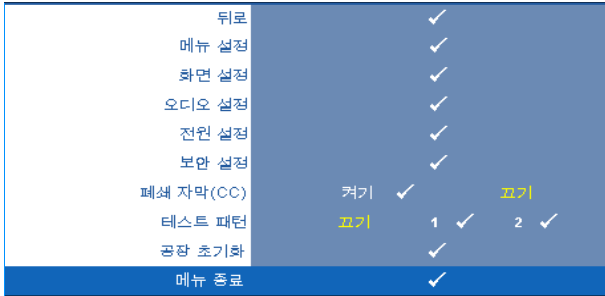 뒤로 ✓
메뉴 설정 ✓
화면 설정 ✓
오디오 설정 ✓
전원 설정 ✓
보안 설정 ✓
폐쇄 자막(CC) 켜기 ✓ 끄기
테스트 패턴 끄기 1 ✓ 2 ✓
공장 초기화 ✓
메뉴 종료 ✓